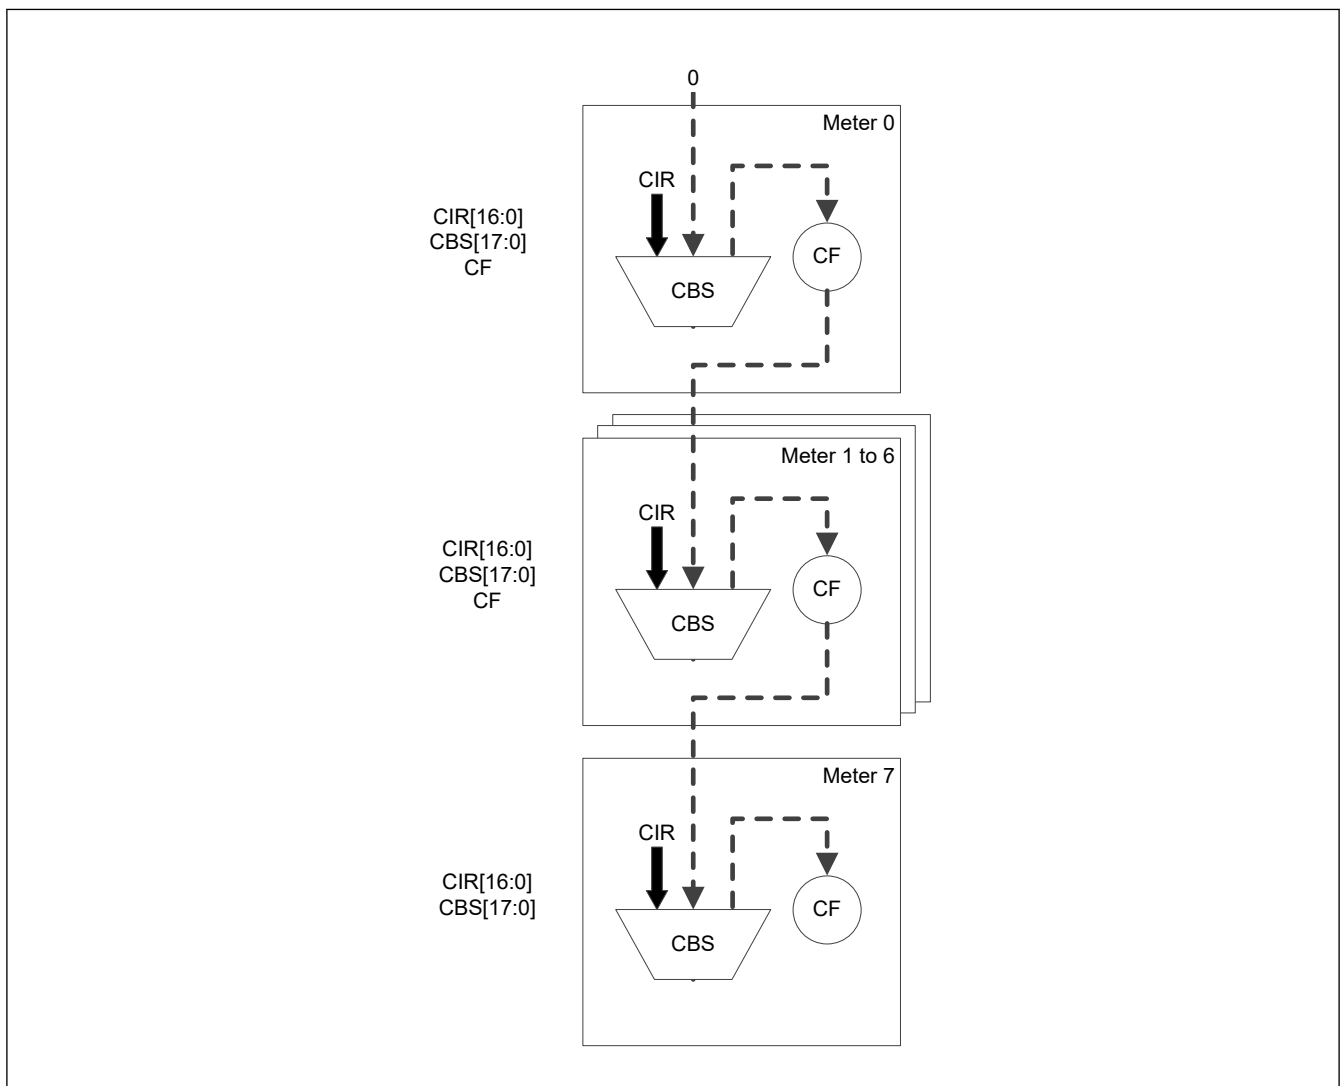 0
Meter 0
CIR
CIR[16:0]
CBS[17:0]
CF
CF
CBS
Meter 1 to 6
CIR
CIR[16:0]
CBS[17:0]
CF
CF
CBS
Meter 7
CIR
CIR[16:0]
CBS[17:0]
CF
CBS